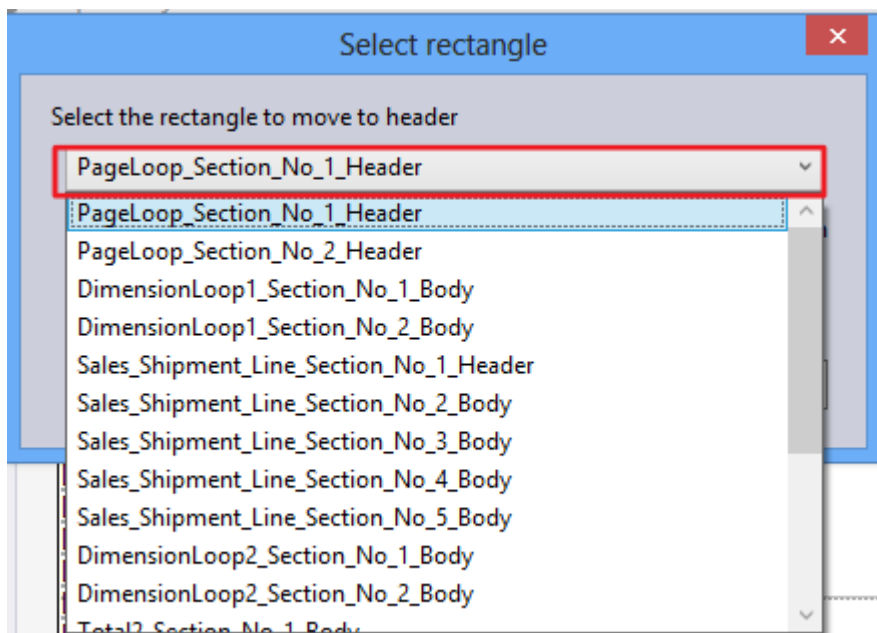 Select rectangle
Select the rectangle to move to header
PageLoop_Section_No_1_Header
PageLoop_Section_No_1_Header
PageLoop_Section_No_2_Header
DimensionLoop1_Section_No_1_Body
DimensionLoop1_Section_No_2_Body
Sales_Shipment_Line_Section_No_1_Header
Sales_Shipment_Line_Section_No_2_Body
Sales_Shipment_Line_Section_No_3_Body
Sales_Shipment_Line_Section_No_4_Body
Sales_Shipment_Line_Section_No_5_Body
DimensionLoop2_Section_No_1_Body
DimensionLoop2_Section_No_2_Body
Total2_Section_No_1_Body